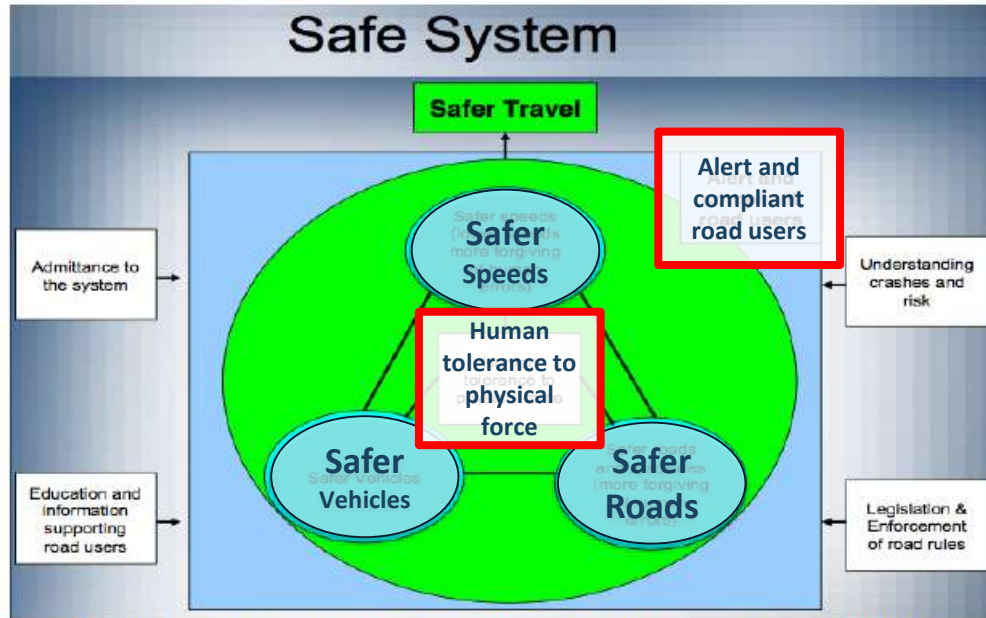 Safe System
Safer Travel
Alert and
compliant
road users
Safer
Speeds
Admittance to
the system
Understanding
crashes and
risk
Human
tolerance to
physical
force
Safer
Vehicles
Safer
Roads
Education and
information
supporting
road users
Legislation &
Enforcement
of road rules